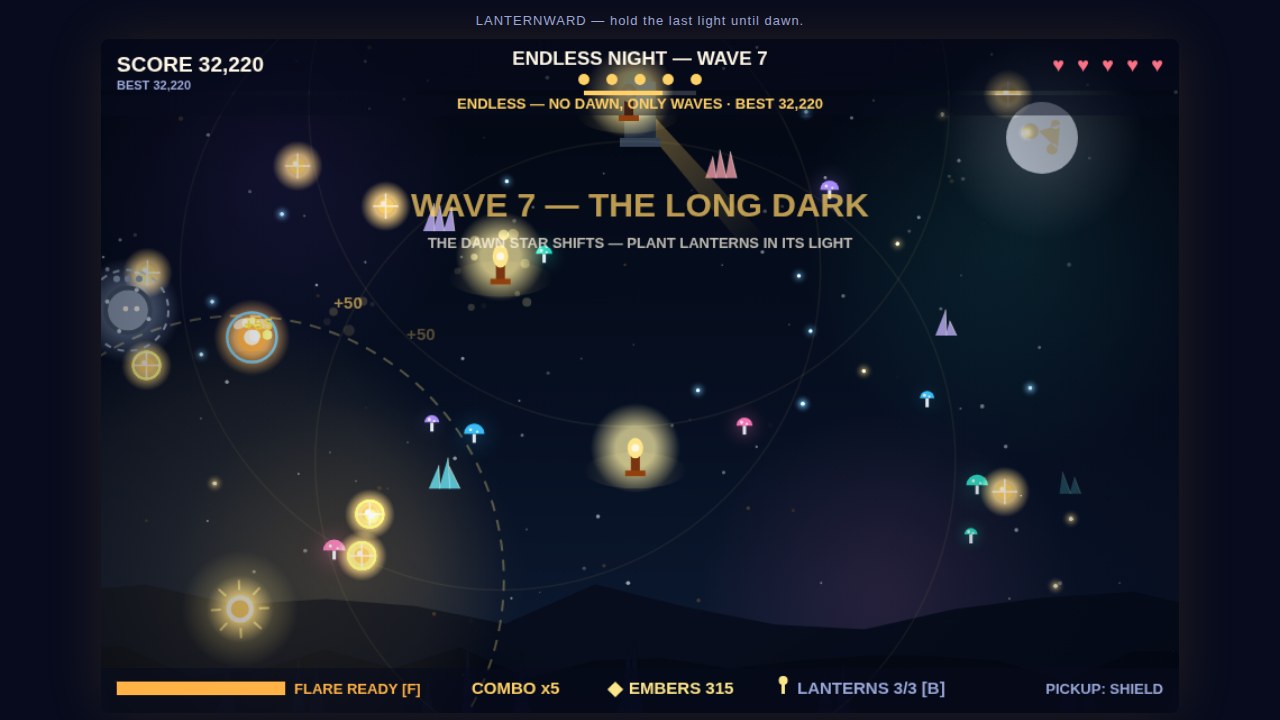 LANTERNWARD — hold the last light until dawn.
SCORE 32,220
BEST 32,220
ENDLESS NIGHT — WAVE 7
ENDLESS — NO DAWN, ONLY WAVES · BEST 32,220
WAVE 7 — THE LONG DARK
THE DAWN STAR SHIFTS — PLANT LANTERNS IN ITS LIGHT
+50
+50
FLARE READY [F]
COMBO x5
EMBERS 315
LANTERNS 3/3 [B]
PICKUP: SHIELD